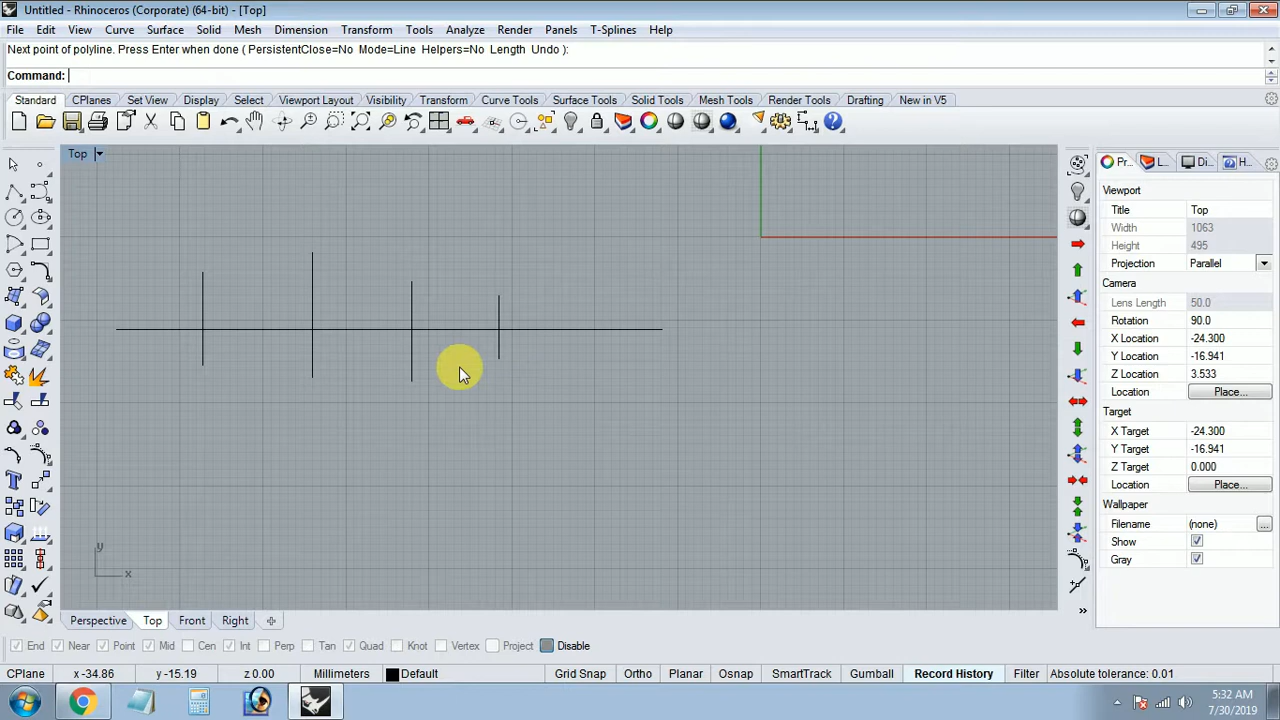 Untitled - Rhinoceros (Corporate) (64-bit) - [Top]
File Edit View Curve Surface Solid Mesh Dimension Transform Tools Analyze Render Panels T-Splines Help
Next point of polyline. Press Enter when done ( PersistentClose=No Mode=Line Helpers=No Length Undo ):
Command:
Standard CPlanes Set View Display Select Viewport Layout Visibility Transform Curve Tools Surface Tools Solid Tools Mesh Tools Render Tools Drafting New in V5
Top
Pr... L... Di... H...
Viewport
Title Top
Width 1063
Height 495
Projection Parallel
Camera
Lens Length 50.0
Rotation 90.0
X Location -24.300
Y Location -16.941
Z Location 3.533
Location Place...
Target
X Target -24.300
Y Target -16.941
Z Target 0.000
Location Place...
Wallpaper
Filename (none) ...
Show
Gray
y
x
Perspective Top Front Right
End Near Point Mid Cen Int Perp Tan Quad Knot Vertex Project Disable
CPlane x -34.86 y -15.19 z 0.00 Millimeters Default Grid Snap Ortho Planar Osnap SmartTrack Gumball Record History Filter Absolute tolerance: 0.01
5:32 AM
7/30/2019